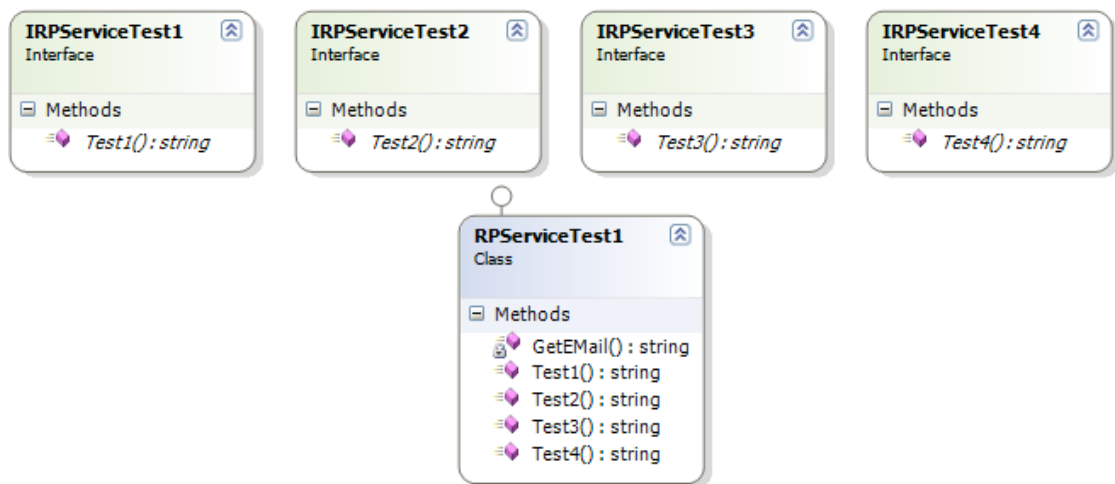 IRPServiceTest1
Interface
Methods
Test1() : string
IRPServiceTest2
Interface
Methods
Test2() : string
IRPServiceTest3
Interface
Methods
Test3() : string
IRPServiceTest4
Interface
Methods
Test4() : string
RPServiceTest1
Class
Methods
GetEMail() : string
Test1() : string
Test2() : string
Test3() : string
Test4() : string